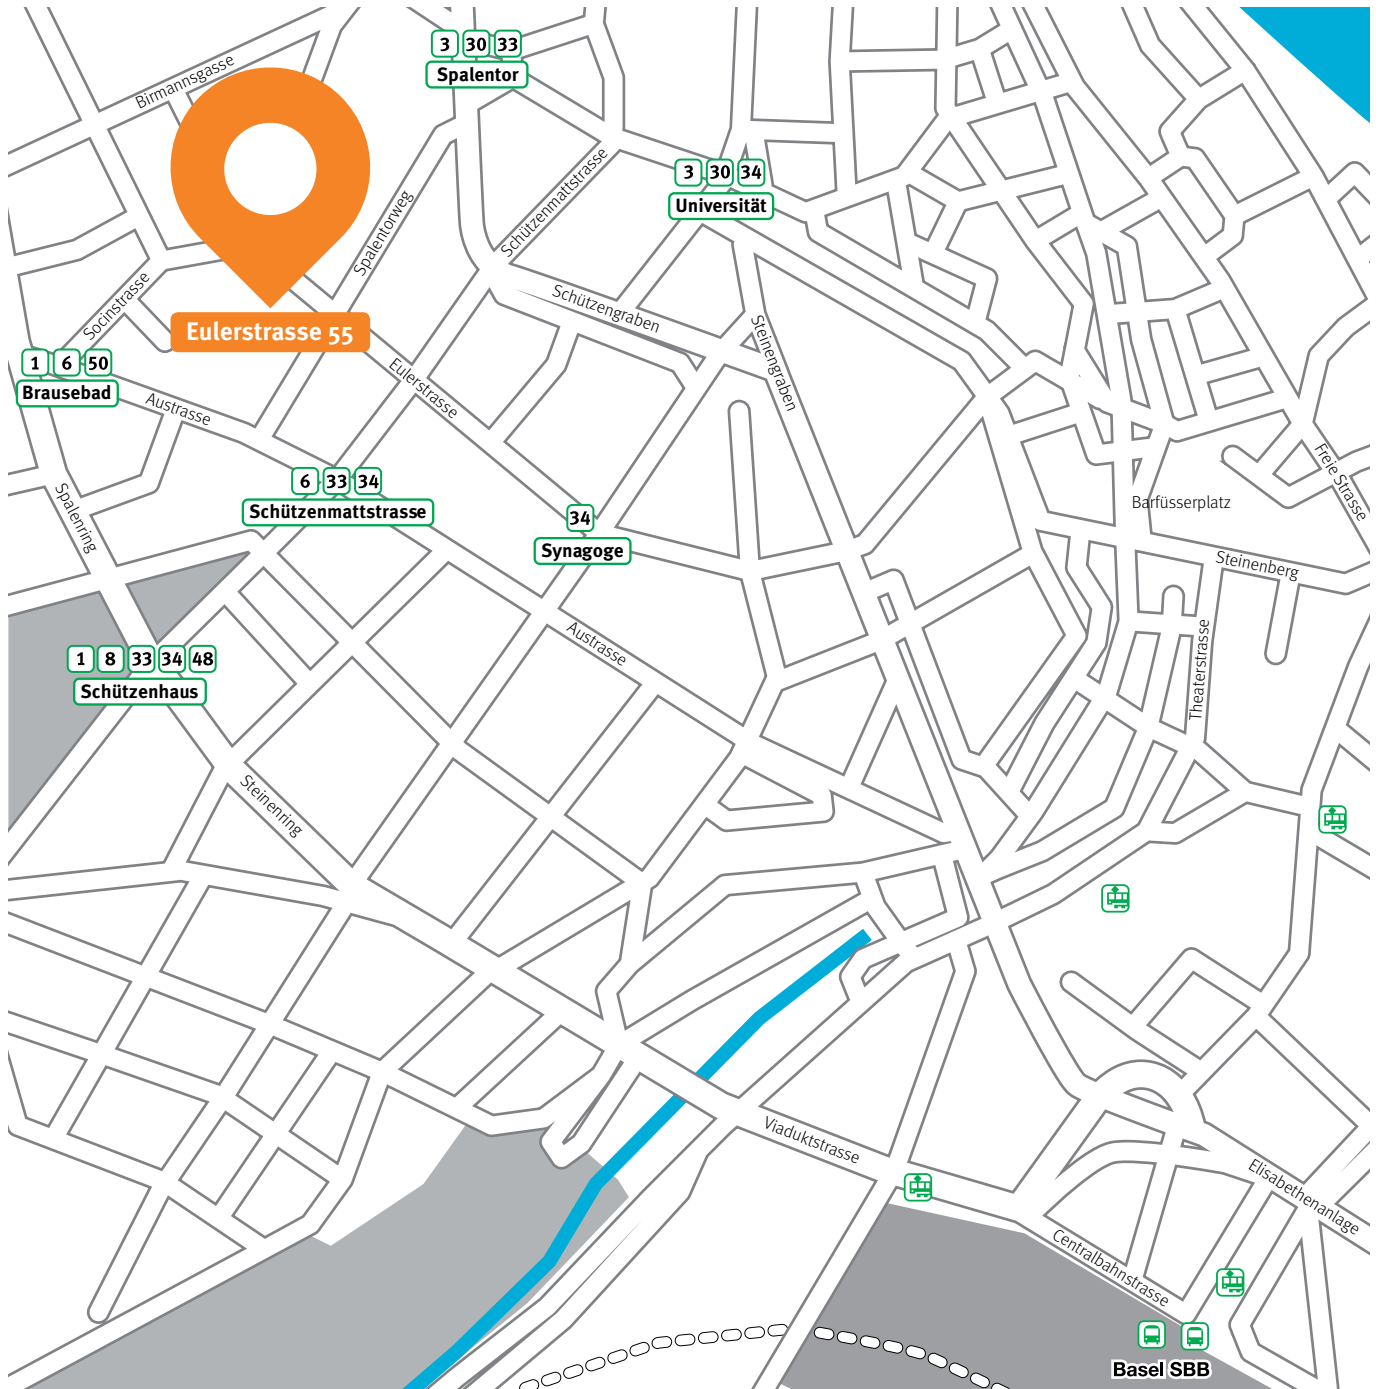 3 30 33
Spalentor
Birmannsgasse
3 30 34
Universität
Schützenmattstrasse
Spalentorweg
Socinstrasse
Schützengraben
Eulerstrasse 55
Steinengraben
1 6 50
Brausebad
Eulerstrasse
Austrasse
6 33 34
Schützenmattstrasse
Freie Strasse
Barfüsserplatz
Spalenring
34
Synagoge
Steinenberg
Austrasse
Theaterstrasse
1 8 33 34 48
Schützenhaus
Steinenring
Viaduktstrasse
Elisabethenanlage
Centralbahnstrasse
Basel SBB